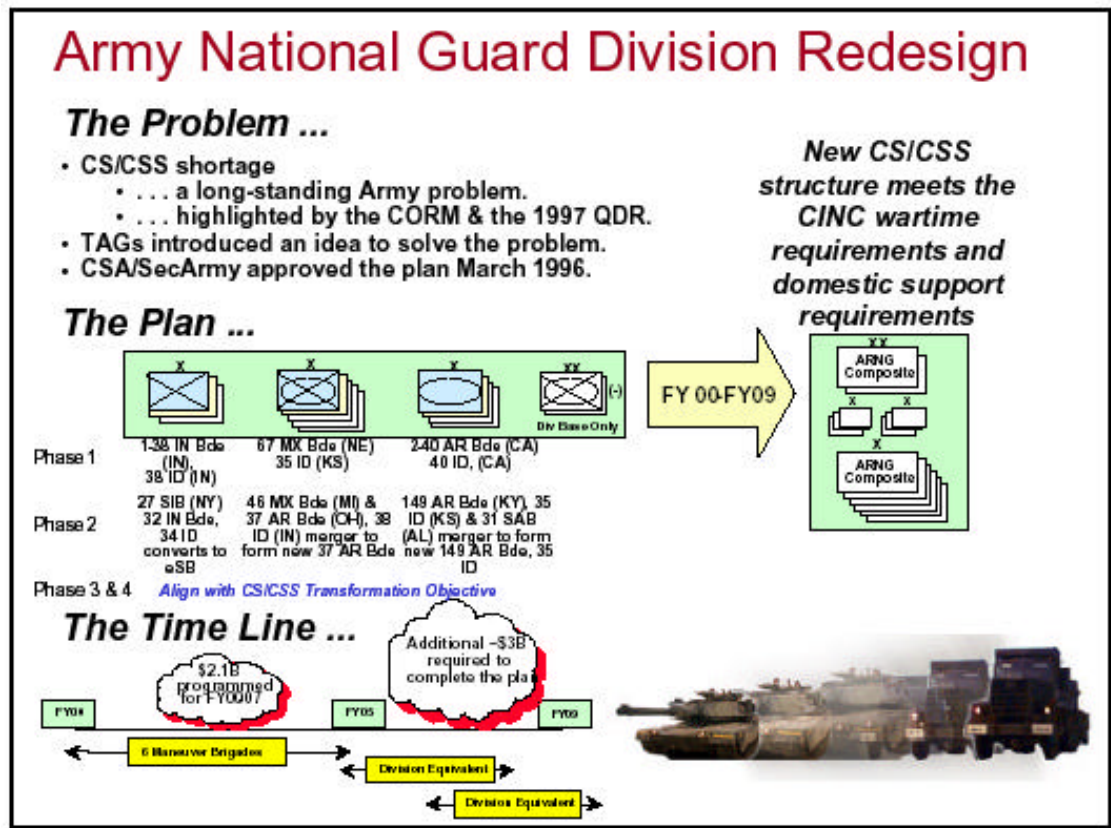 Army National Guard Division Redesign
The Problem ...
• CS/CSS shortage
• . . . a long-standing Army problem.
• . . . highlighted by the CORM & the 1997 QDR.
• TAGs introduced an idea to solve the problem.
• CSA/SecArmy approved the plan March 1996.
New CS/CSS
structure meets the
CINC wartime
requirements and
domestic support
requirements
The Plan ...
X
X
X
XX
(-)
Div Base Only
FY 00-FY09
XX
ARNG
Composite
X
X
X
ARNG
Composite
Phase 1
1-38 IN Bde
(IN),
38 ID (IN)
67 MX Bde (NE)
35 ID (KS)
2-40 AR Bde (CA)
40 ID, (CA)
Phase 2
27 SIB (NY)
32 IN Bde,
34 ID
converts to
eSB
46 MX Bde (MI) &
37 AR Bde (OH), 38
ID (IN) merger to
form new 37 AR Bde
149 AR Bde (KY), 35
ID (KS) & 31 SAB
(AL) merger to form
new 149 AR Bde, 35
ID
Phase 3 & 4
Align with CS/CSS Transformation Objective
The Time Line ...
$2.1B
programmed
for FY00-07
Additional ~$3B
required to
complete the plan
FY05
FY09
6 Maneuver Brigades
Division Equivalent
Division Equivalent